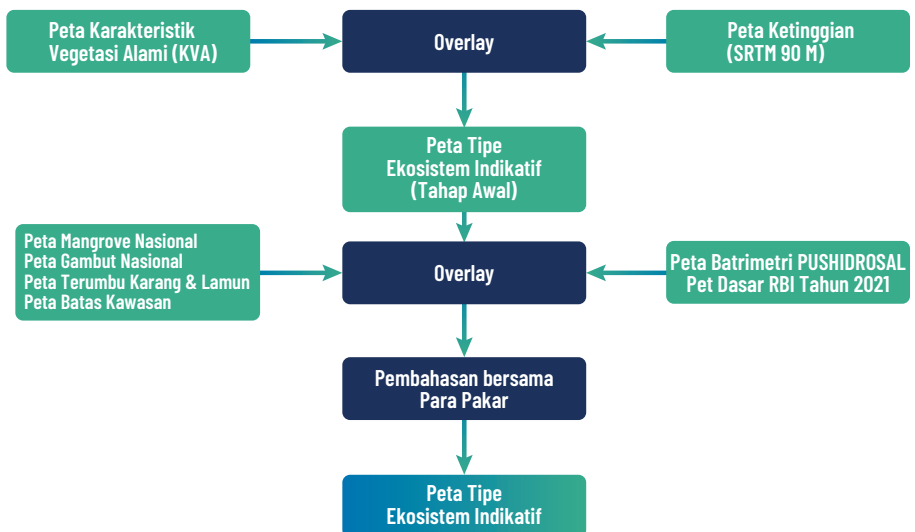 Peta Karakteristik
Vegetasi Alami (KVA)
Overlay
Peta Ketinggian
(SRTM 90 M)
Peta Tipe
Ekosistem Indikatif
(Tahap Awal)
Peta Mangrove Nasional
Peta Gambut Nasional
Peta Terumbu Karang & Lamun
Peta Batas Kawasan
Overlay
Peta Batrimetri PUSHIDROSAL
Pet Dasar RBI Tahun 2021
Pembahasan bersama
Para Pakar
Peta Tipe
Ekosistem Indikatif